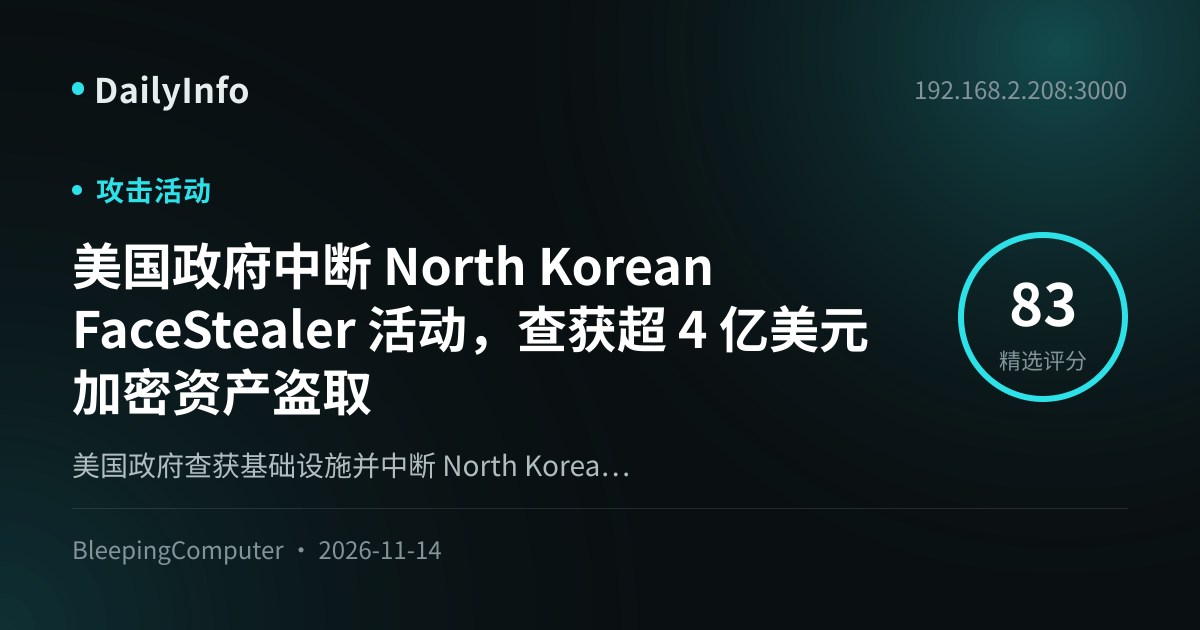 DailyInfo
192.168.2.208:3000
攻击活动
美国政府中断 North Korean
FaceStealer 活动，查获超 4 亿美元
加密资产盗取
83
精选评分
美国政府查获基础设施并中断 North Korea…
BleepingComputer • 2026-11-14